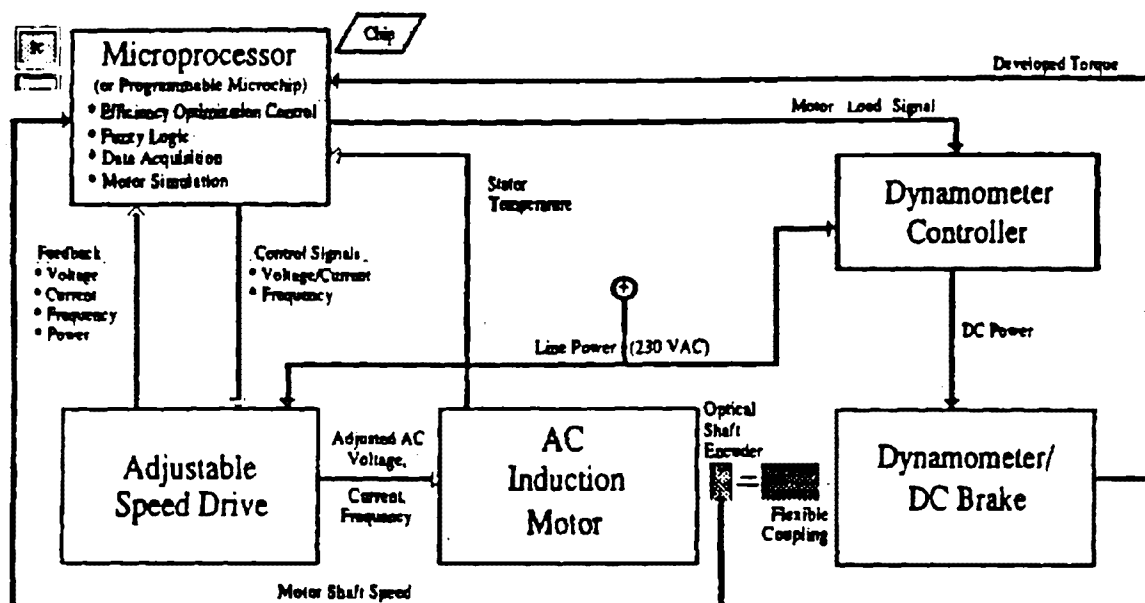 PC
Chip
Microprocessor
(or Programmable Microchip)
* Efficiency Optimization Control
* Fuzzy Logic
* Data Acquisition
* Motor Simulation
Developed Torque
Motor Load Signal
Stator
Temperature
Dynamometer
Controller
Feedback
* Voltage
* Current
* Frequency
* Power
Control Signals
* Voltage/Current
* Frequency
+
Line Power (230 VAC)
DC Power
Adjustable
Speed Drive
Adjusted AC
Voltage,
Current,
Frequency
AC
Induction
Motor
Optical
Shaft
Encoder
=
Flexible
Coupling
Dynamometer/
DC Brake
Motor Shaft Speed